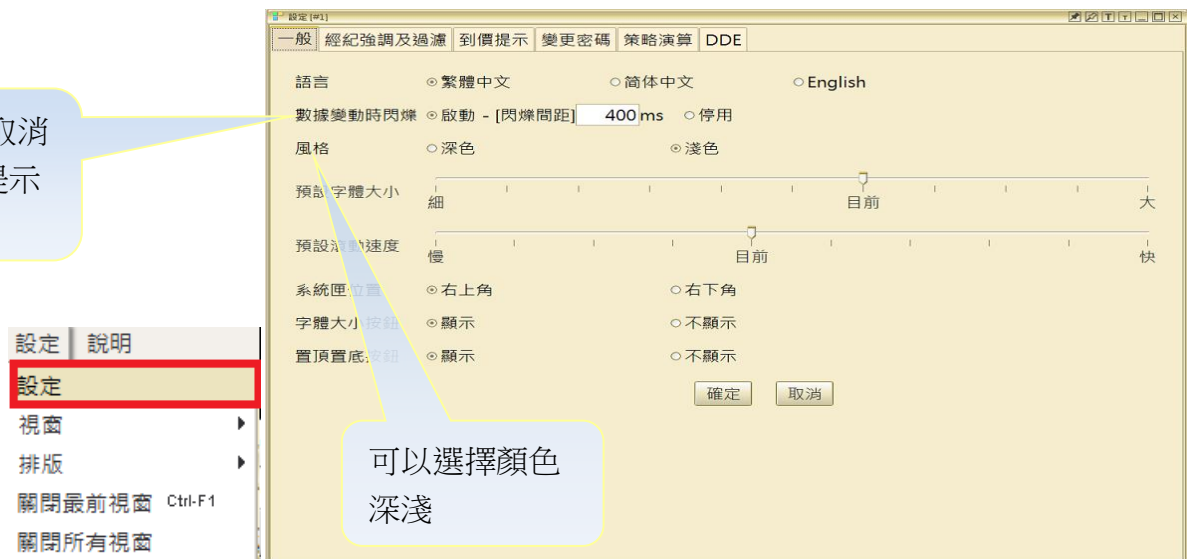 設定 [#1]
一般 經紀強調及過濾 到價提示 變更密碼 策略演算 DDE
語言 繁體中文 简体中文 English
數據變動時閃爍 啟動 - [閃爍間距] 400 ms 停用
風格 深色 淺色
預設字體大小 細 目前 大
預設滾動速度 慢 目前 快
系統匣位置 右上角 右下角
字體大小按鈕 顯示 不顯示
置頂置底按鈕 顯示 不顯示
確定 取消
取消
提示
可以選擇顏色
深淺
設定 說明
設定
視窗
排版
關閉最前視窗 Ctrl-F1
關閉所有視窗